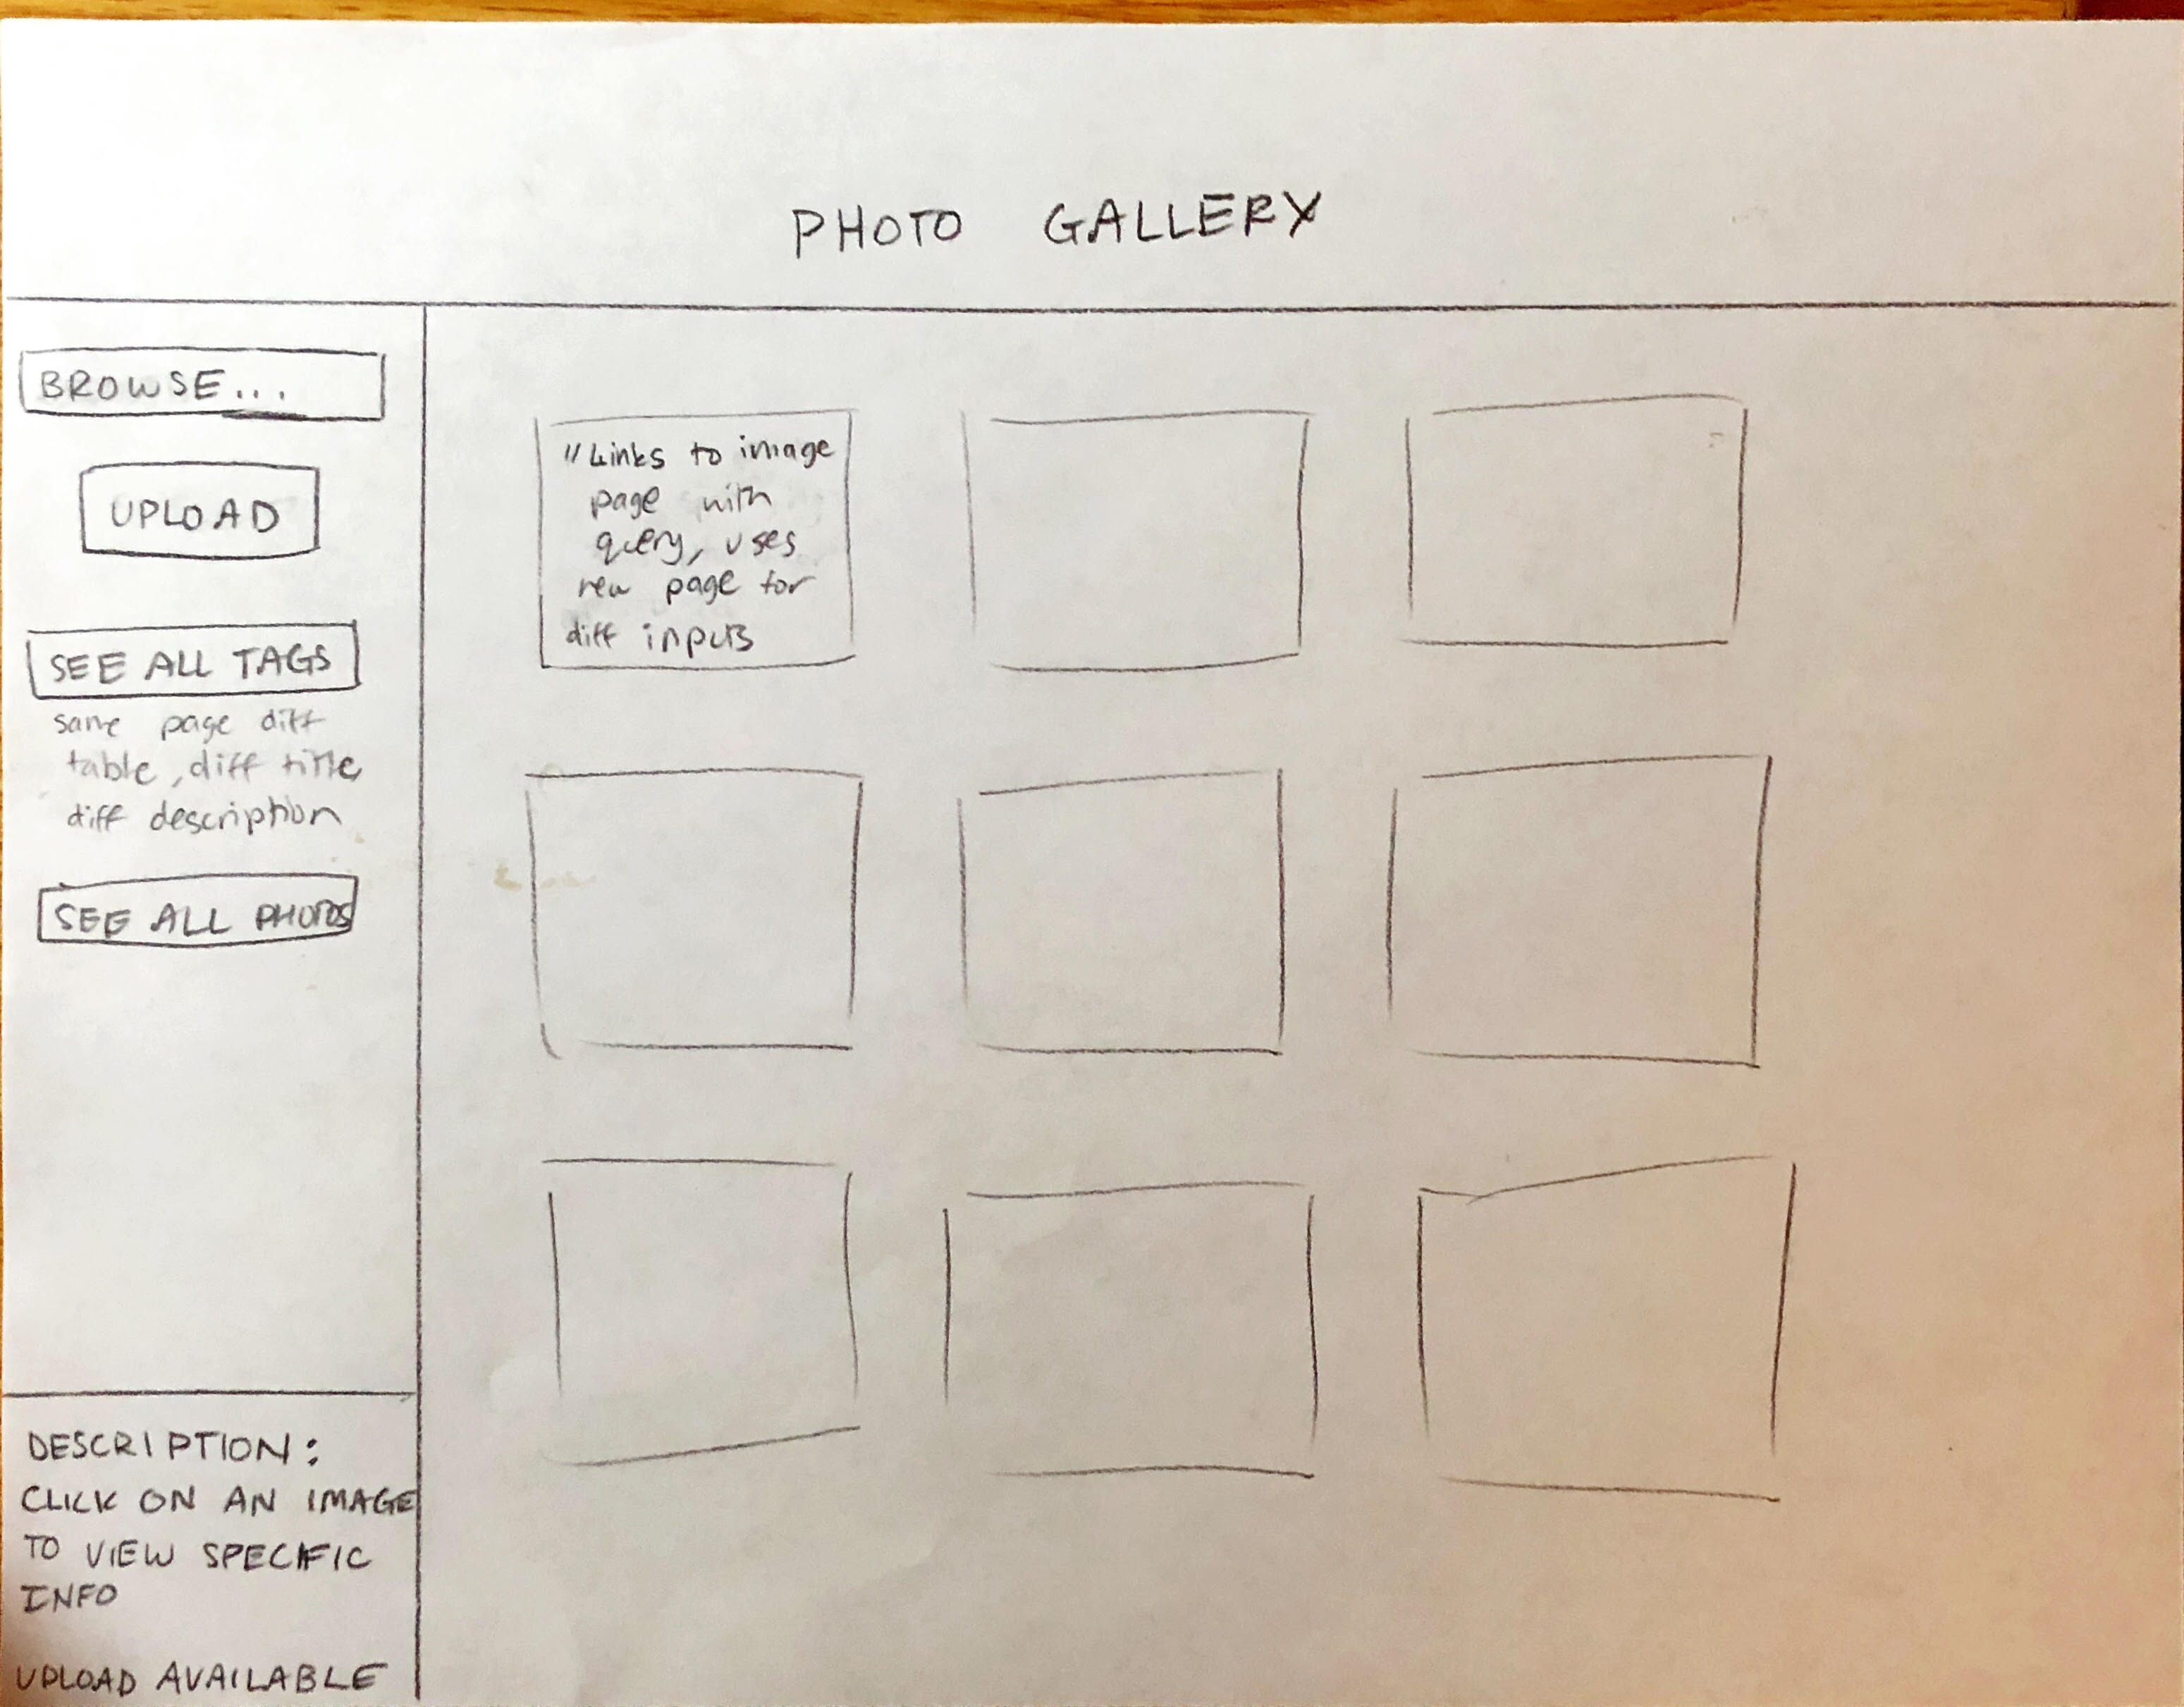 PHOTO GALLERY
BROWSE...
UPLOAD
SEE ALL TAGS
same page diff
table, diff title,
diff description
SEE ALL PHOTOS
DESCRIPTION:
CLICK ON AN IMAGE
TO VIEW SPECIFIC
INFO
UPLOAD AVAILABLE
"Links to image
page with
query, uses
new page for
diff inputs